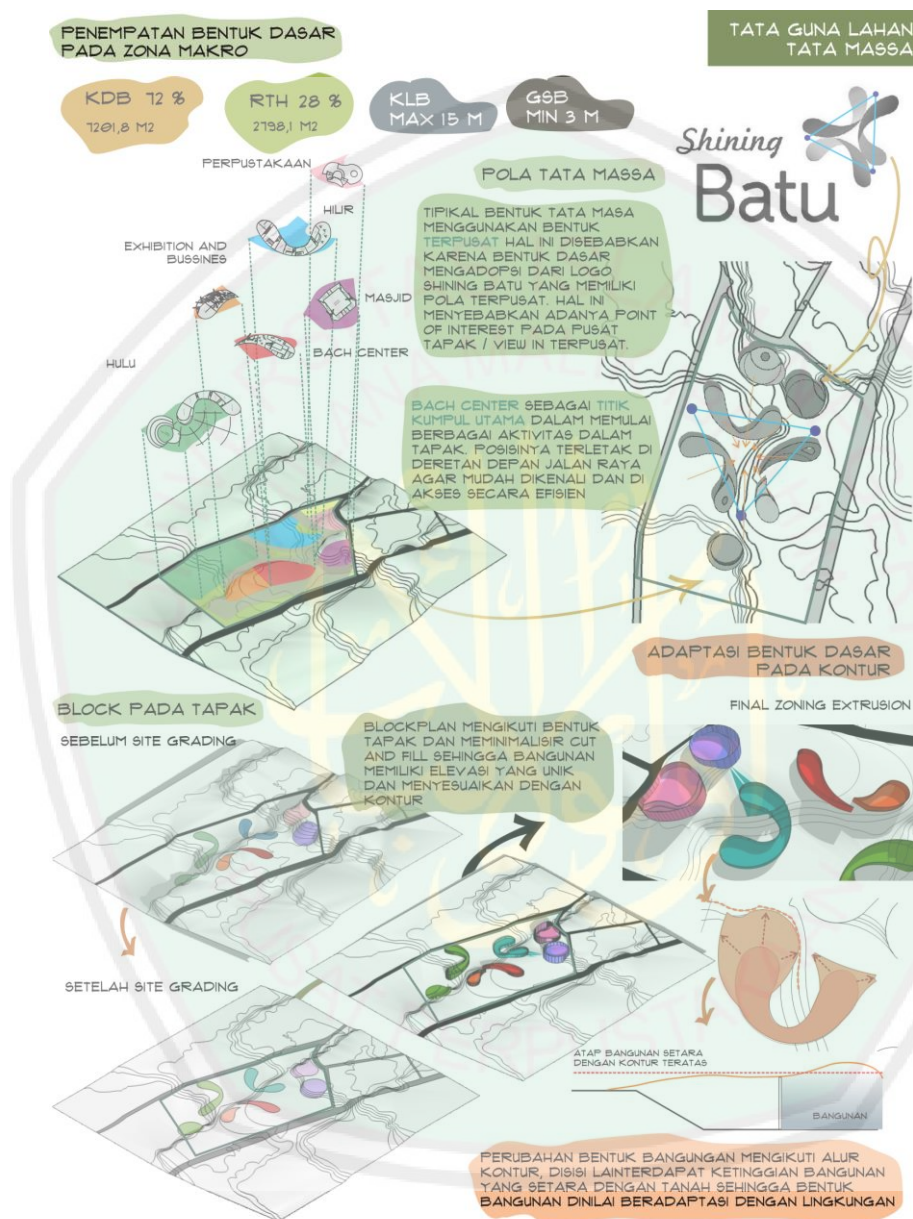 PENEMPATAN BENTUK DASAR
PADA ZONA MAKRO
TATA GUNA LAHAN
TATA MASSA
KDB 72 %
7201,8 M2
RTH 28 %
2798,1 M2
KLB
MAX 15 M
GSB
MIN 3 M
Shining
Batu
PERPUSTAKAAN
HILIR
EXHIBITION AND
BUSSINES
MASJID
BACH CENTER
HULU
POLA TATA MASSA
TIPIKAL BENTUK TATA MASA
MENGGUNAKAN BENTUK
TERPUSAT HAL INI DISEBABKAN
KARENA BENTUK DASAR
MENGADOPSI DARI LOGO
SHINING BATU YANG MEMILIKI
POLA TERPUSAT. HAL INI
MENYEBABKAN ADANYA POINT
OF INTEREST PADA PUSAT
TAPAK / VIEW IN TERPUSAT.
BACH CENTER SEBAGAI TITIK
KUMPUL UTAMA DALAM MEMULAI
BERBAGAI AKTIVITAS DALAM
TAPAK. POSISINYA TERLETAK DI
DERETAN DEPAN JALAN RAYA
AGAR MUDAH DIKENALI DAN DI
AKSES SECARA EFISIEN
ADAPTASI BENTUK DASAR
PADA KONTUR
FINAL ZONING EXTRUSION
BLOCK PADA TAPAK
SEBELUM SITE GRADING
BLOCKPLAN MENGIKUTI BENTUK
TAPAK DAN MEMINIMALISIR CUT
AND FILL SEHINGGA BANGUNAN
MEMILIKI ELEVASI YANG UNIK
DAN MENYESUAIKAN DENGAN
KONTUR
SETELAH SITE GRADING
ATAP BANGUNAN SETARA
DENGAN KONTUR TERATAS
BANGUNAN
PERUBAHAN BENTUK BANGUNGAN MENGIKUTI ALUR
KONTUR, DISISI LAINTERDAPAT KETINGGIAN BANGUNAN
YANG SETARA DENGAN TANAH SEHINGGA BENTUK
BANGUNAN DINILAI BERADAPTASI DENGAN LINGKUNGAN